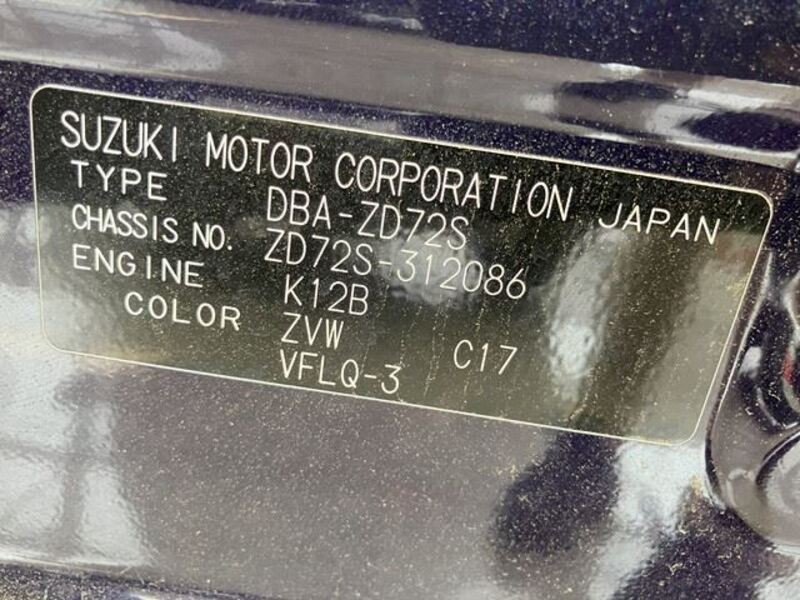 SUZUKI MOTOR CORPORATION JAPAN
TYPE DBA-ZD72S
CHASSIS NO. ZD72S-312086
ENGINE K12B
COLOR ZVW C17
VFLQ-3